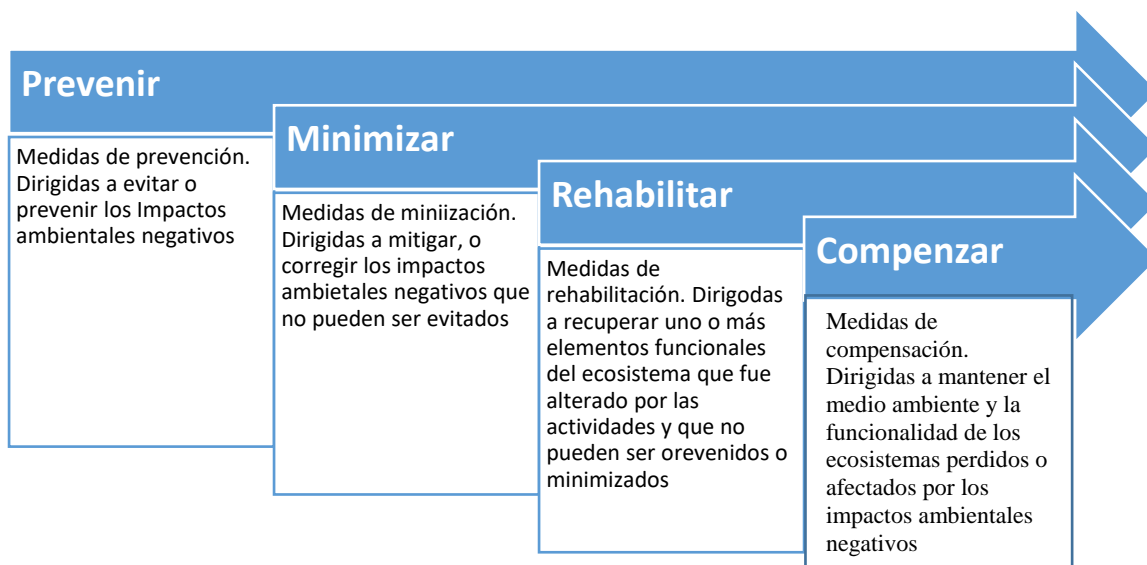 Prevenir
Medidas de prevención.
Dirigidas a evitar o
prevenir los Impactos
ambientales negativos
Minimizar
Medidas de miniización.
Dirigidas a mitigar, o
corregir los impactos
ambietales negativos que
no pueden ser evitados
Rehabilitar
Medidas de
rehabilitación. Dirigodas
a recuperar uno o más
elementos funcionales
del ecosistema que fue
alterado por las
actividades y que no
pueden ser orevenidos o
minimizados
Compenzar
Medidas de
compensación.
Dirigidas a mantener el
medio ambiente y la
funcionalidad de los
ecosistemas perdidos o
afectados por los
impactos ambientales
negativos